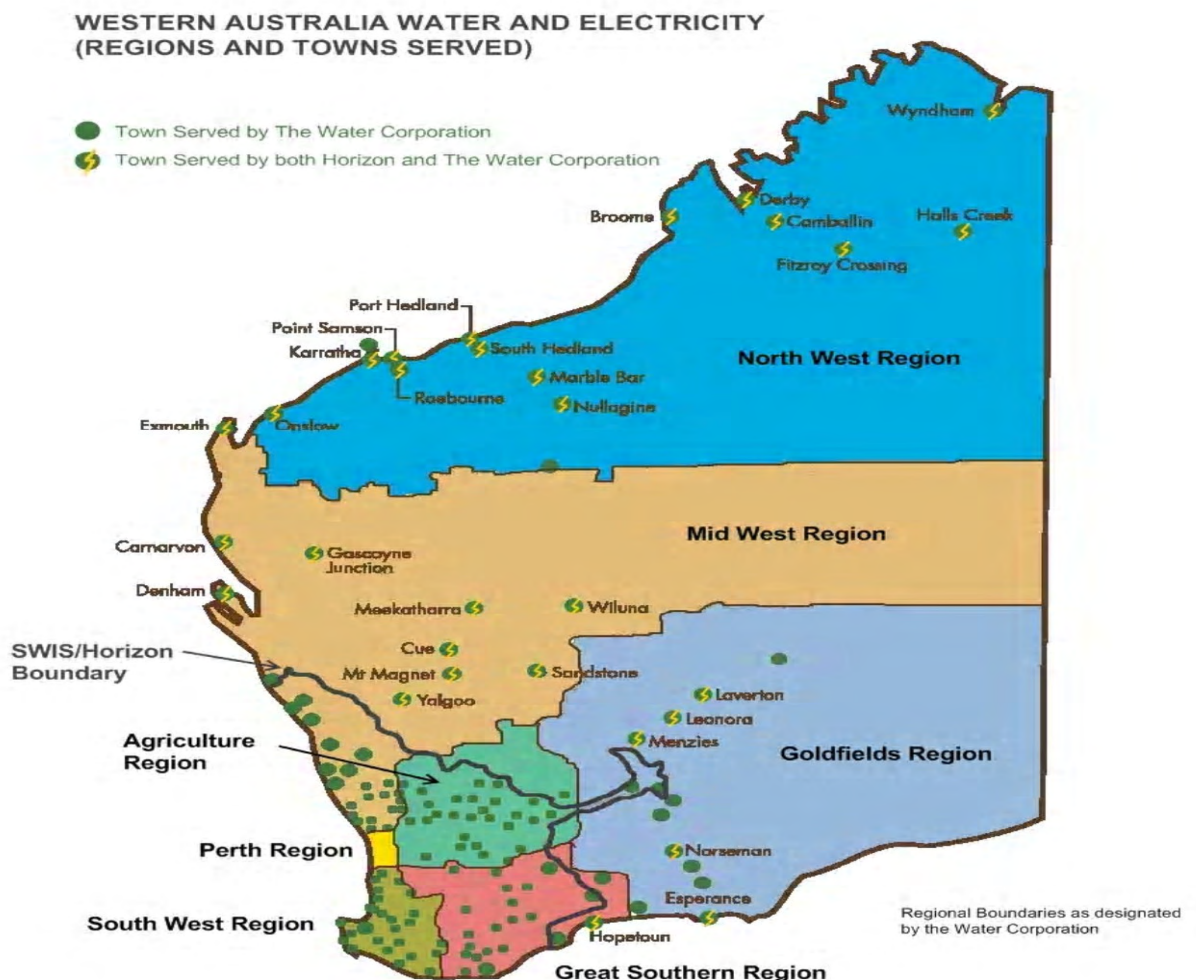 WESTERN AUSTRALIA WATER AND ELECTRICITY
(REGIONS AND TOWNS SERVED)
Town Served by The Water Corporation
Town Served by both Horizon and The Water Corporation
Wyndham
Derby
Broome
Camballin
Halls Creek
Fitzroy Crossing
Port Hedland
Point Samson
Karratha
South Hedland
North West Region
Marble Bar
Roebourne
Nullagine
Exmouth
Onslow
Mid West Region
Carnarvon
Gascoyne
Junction
Denham
Meekatharra
Wiluna
SWIS/Horizon
Boundary
Cue
Mt Magnet
Sandstone
Yalgoo
Laverton
Leonora
Menzies
Agriculture
Region
Goldfields Region
Perth Region
Norseman
Esperance
South West Region
Hopetoun
Regional Boundaries as designated
by the Water Corporation
Great Southern Region